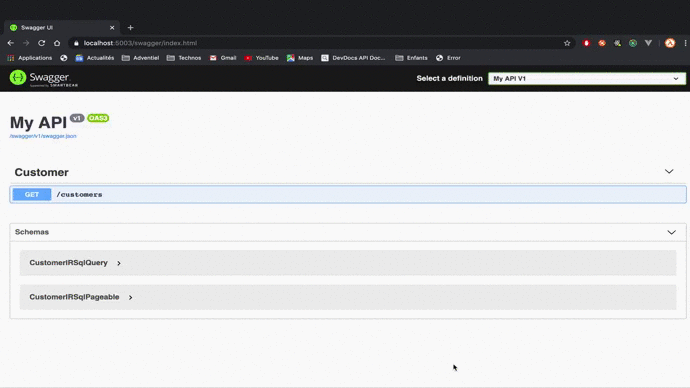 Swagger UI
localhost:5003/swagger/index.html
Applications Actualités Adventiel Technos Gmail YouTube Maps DevDocs API Doc... Enfants Error
Swagger.
Supported by SMARTBEAR
Select a definition My API V1
My API v1 OAS3
/swagger/v1/swagger.json
Customer
GET /customers
Schemas
CustomerIRSqlQuery
CustomerIRSqlPageable